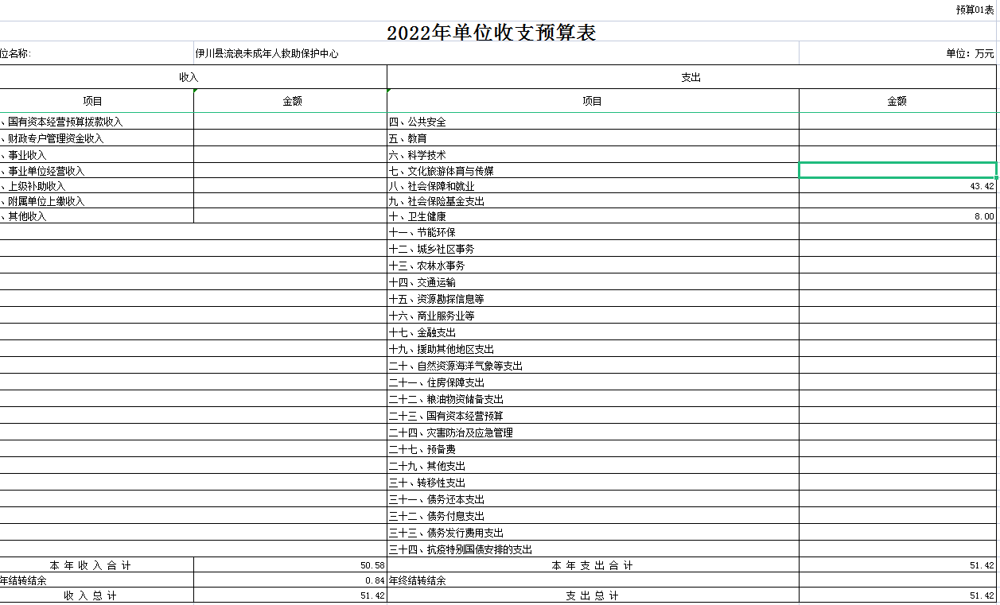 预算01表
2022年单位收支预算表
位名称: 伊川县流浪未成年人救助保护中心 单位：万元
收入 支出
项目 金额 项目 金额
、国有资本经营预算拨款收入 四、公共安全
、财政专户管理资金收入 五、教育
、事业收入 六、科学技术
、事业单位经营收入 七、文化旅游体育与传媒
、上级补助收入 八、社会保障和就业 43.42
、附属单位上缴收入 九、社会保险基金支出
、其他收入 十、卫生健康 8.00
十一、节能环保
十二、城乡社区事务
十三、农林水事务
十四、交通运输
十五、资源勘探信息等
十六、商业服务业等
十七、金融支出
十九、援助其他地区支出
二十、自然资源海洋气象等支出
二十一、住房保障支出
二十二、粮油物资储备支出
二十三、国有资本经营预算
二十四、灾害防治及应急管理
二十七、预备费
二十九、其他支出
三十、转移性支出
三十一、债务还本支出
三十二、债务付息支出
三十三、债务发行费用支出
三十四、抗疫特别国债安排的支出
本年收入合计 50.58 本年支出合计 51.42
年结转结余 0.84 年终结转结余
收入总计 51.42 支出总计 51.42